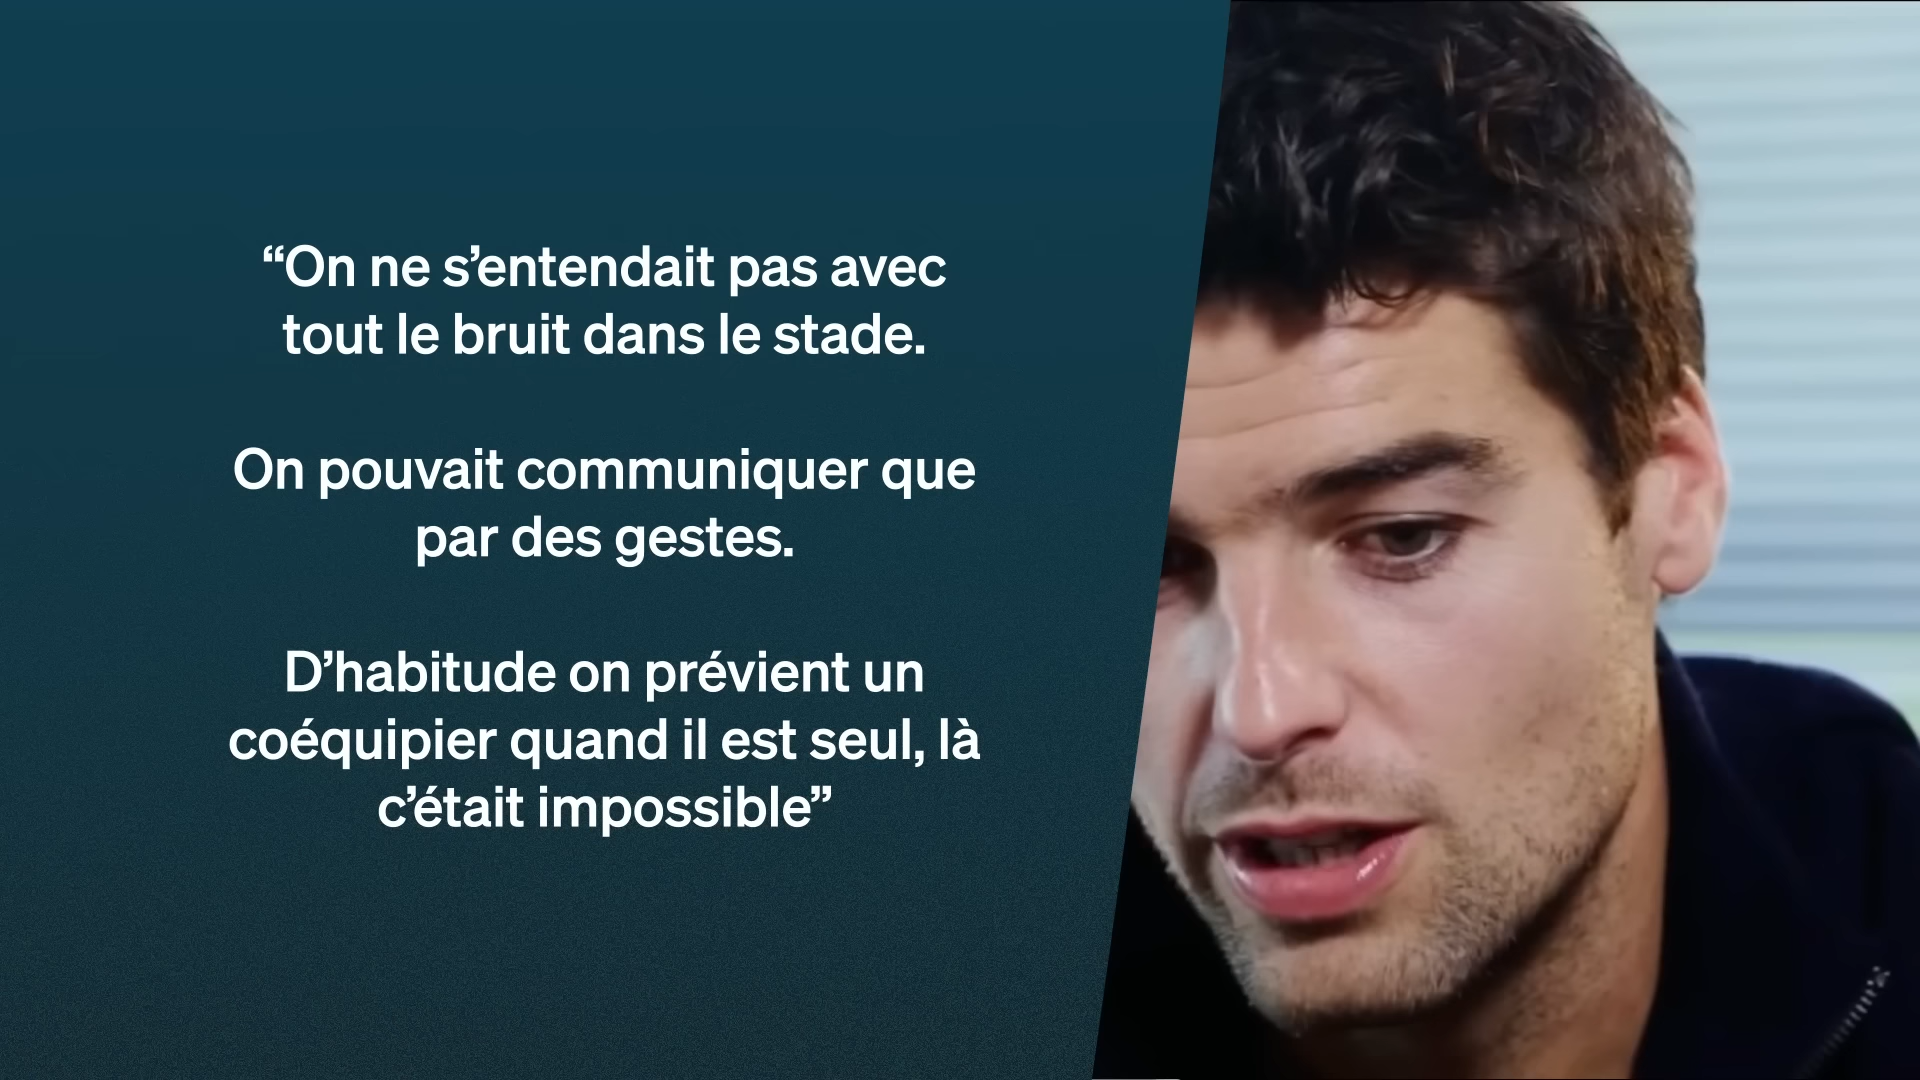 “On ne s’entendait pas avec
tout le bruit dans le stade.
On pouvait communiquer que
par des gestes.
D’habitude on prévient un
coéquipier quand il est seul, là
c’était impossible”